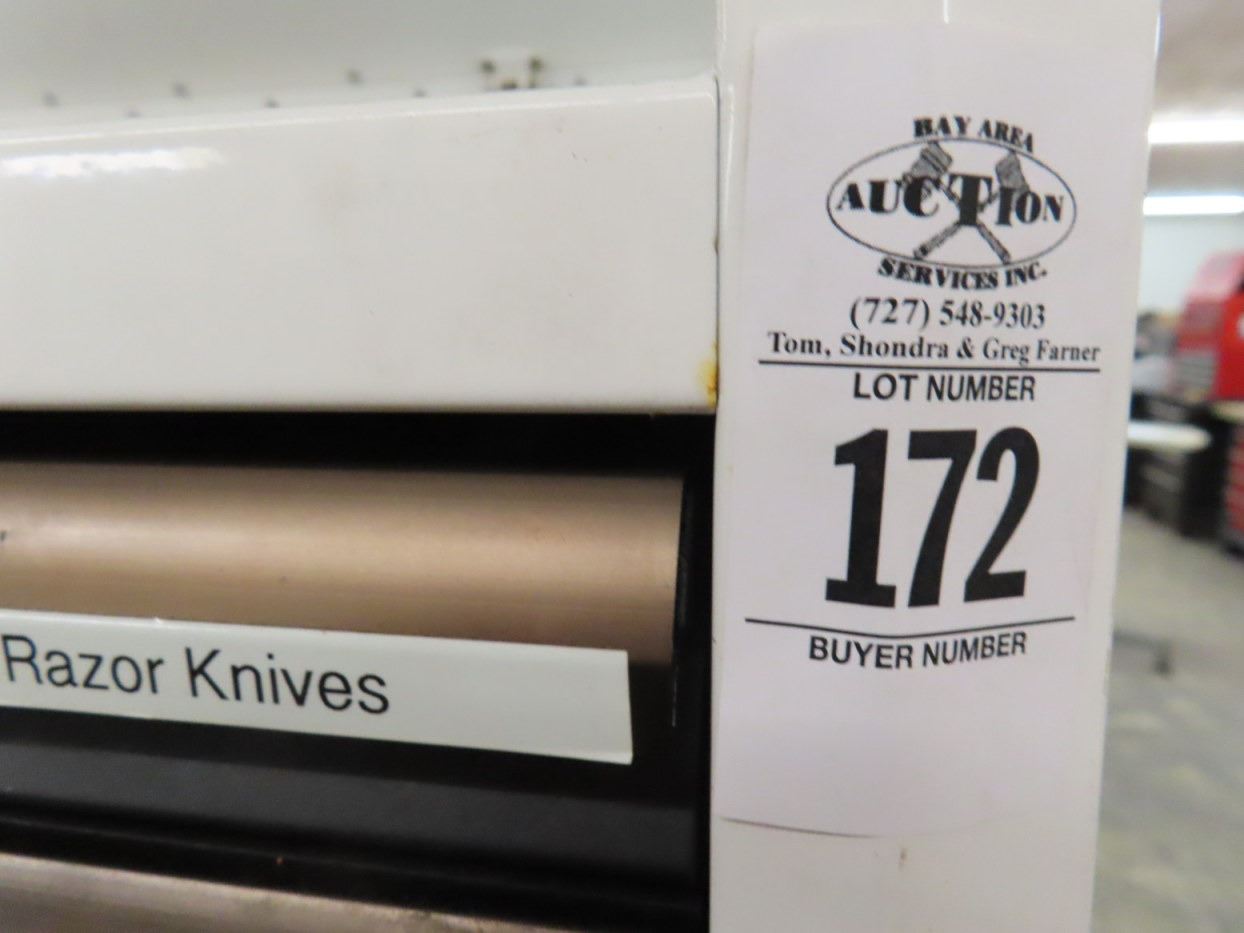 BAY AREA
AUCTION
SERVICES INC.
(727) 548-9303
Tom, Shondra & Greg Farner
LOT NUMBER
172
BUYER NUMBER
Razor Knives